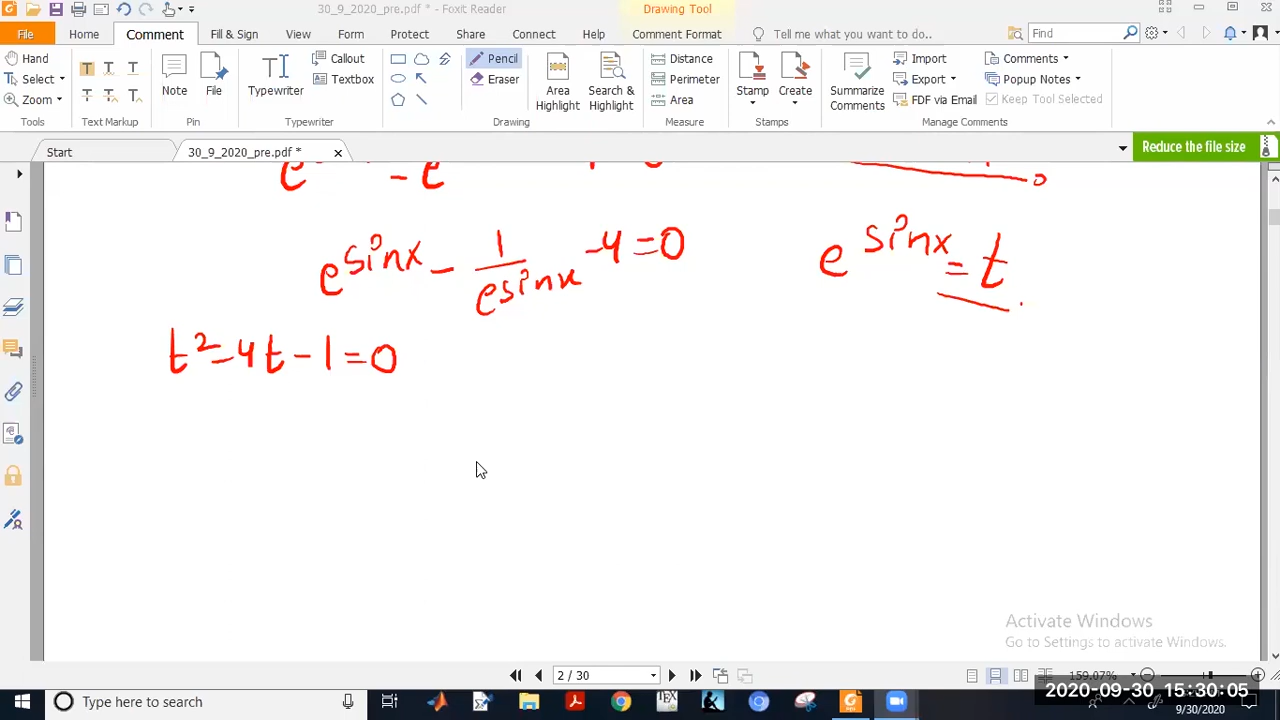 30_9_2020_pre.pdf * - Foxit Reader
Drawing Tool
File Home Comment Fill & Sign View Form Protect Share Connect Help Comment Format Tell me what you want to do.. Find
Hand Select Zoom
Tools
Text Markup
Note File
Pin
Typewriter Callout Textbox
Typewriter
Pencil Eraser Area Highlight Search & Highlight
Drawing
Distance Perimeter Area
Measure
Stamp Create
Stamps
Summarize Comments Import Export FDF via Email Comments Popup Notes Keep Tool Selected
Manage Comments
Start 30_9_2020_pre.pdf * Reduce the file size
e^sinx - 1/e^sinx -4=0 e^sinx = t
t²-4t-1=0
Activate Windows
Go to Settings to activate Windows.
2 / 30 159.07%
2020-09-30 15:30:05
Type here to search
9/30/2020